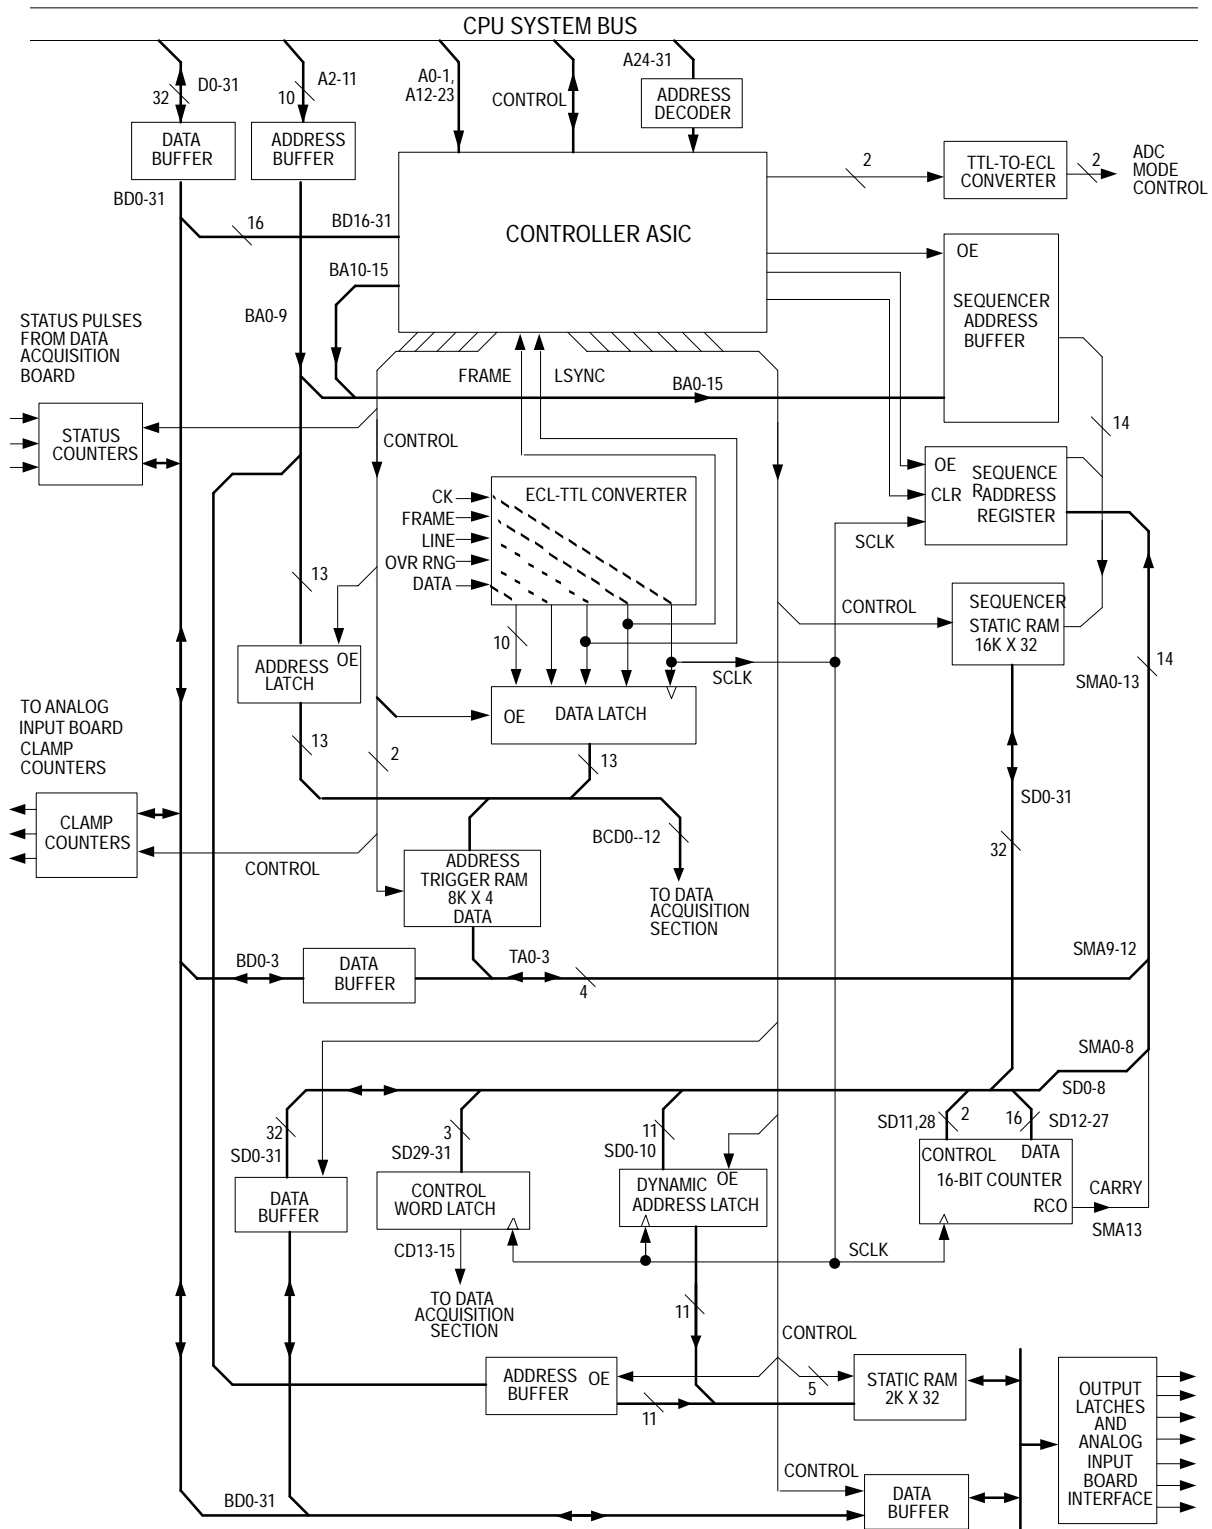 CPU SYSTEM BUS
D0-31
32
A2-11
10
A0-1,
A12-23
CONTROL
A24-31
ADDRESS
DECODER
DATA
BUFFER
ADDRESS
BUFFER
BD0-31
16
BD16-31
BA10-15
CONTROLLER ASIC
2
TTL-TO-ECL
CONVERTER
2
ADC
MODE
CONTROL
OE
SEQUENCER
ADDRESS
BUFFER
BA0-9
STATUS PULSES
FROM DATA
ACQUISITION
BOARD
FRAME
LSYNC
BA0-15
STATUS
COUNTERS
CONTROL
14
OE
CLR
SEQUENCE
R
ADDRESS
REGISTER
SCLK
ECL-TTL CONVERTER
CK
FRAME
LINE
OVR RNG
DATA
13
10
CONTROL
SEQUENCER
STATIC RAM
16K X 32
ADDRESS
LATCH
OE
SCLK
14
SMA0-13
OE
DATA LATCH
TO ANALOG
INPUT BOARD
CLAMP
COUNTERS
13
2
13
SD0-31
32
CLAMP
COUNTERS
CONTROL
ADDRESS
TRIGGER RAM
8K X 4
DATA
BCD0--12
TO DATA
ACQUISITION
SECTION
BD0-3
DATA
BUFFER
TA0-3
4
SMA9-12
SMA0-8
SD0-8
32
SD0-31
3
SD29-31
11
SD0-10
SD11,28
2
16
SD12-27
DATA
BUFFER
CONTROL
WORD LATCH
OE
DYNAMIC
ADDRESS LATCH
CONTROL
DATA
16-BIT COUNTER
RCO
CARRY
SMA13
CD13-15
SCLK
TO DATA
ACQUISITION
SECTION
11
CONTROL
ADDRESS
BUFFER
OE
11
5
STATIC RAM
2K X 32
OUTPUT
LATCHES
AND
ANALOG
INPUT
BOARD
INTERFACE
CONTROL
DATA
BUFFER
BD0-31